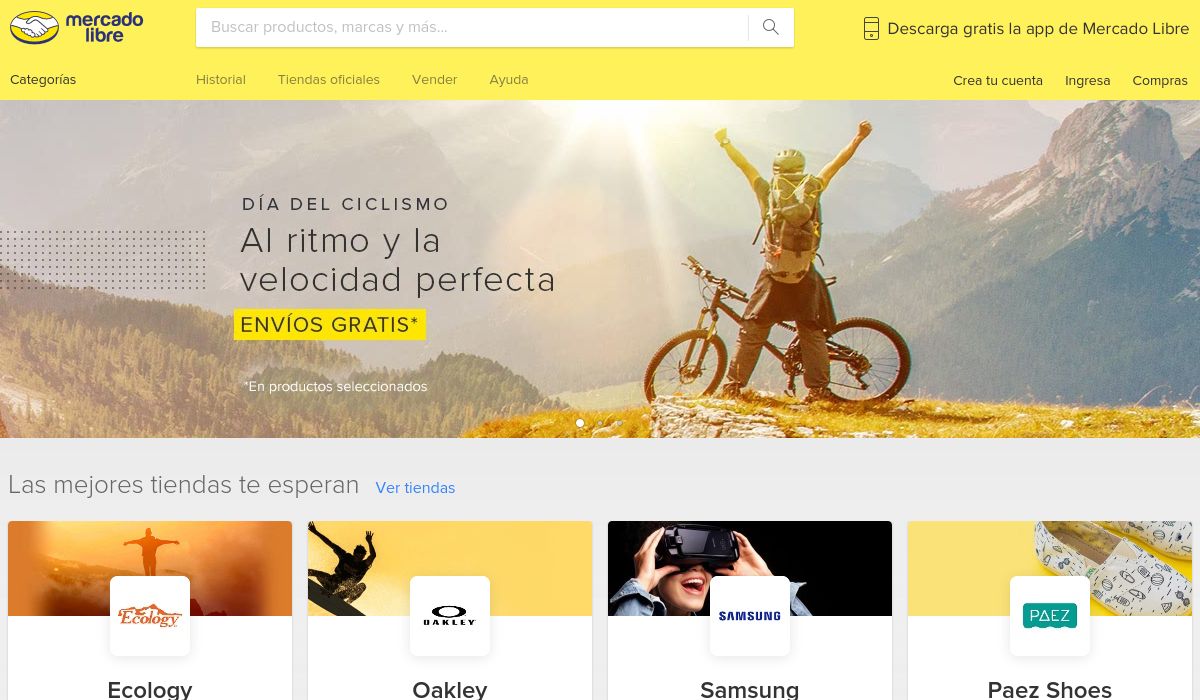 mercado
libre
Buscar productos, marcas y más...
Descarga gratis la app de Mercado Libre
Categorías
Historial
Tiendas oficiales
Vender
Ayuda
Crea tu cuenta
Ingresa
Compras
DÍA DEL CICLISMO
Al ritmo y la
velocidad perfecta
ENVÍOS GRATIS*
*En productos seleccionados
Las mejores tiendas te esperan
Ver tiendas
Ecology
OAKLEY
SAMSUNG
PAEZ
Ecology
Oakley
Samsung
Paez Shoes